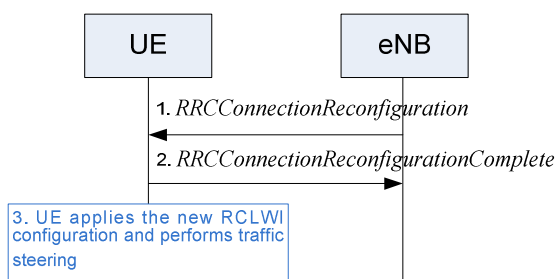 UE
eNB
1. RRCConnectionReconfiguration
2. RRCConnectionReconfigurationComplete
3. UE applies the new RCLWI
configuration and performs traffic
steering